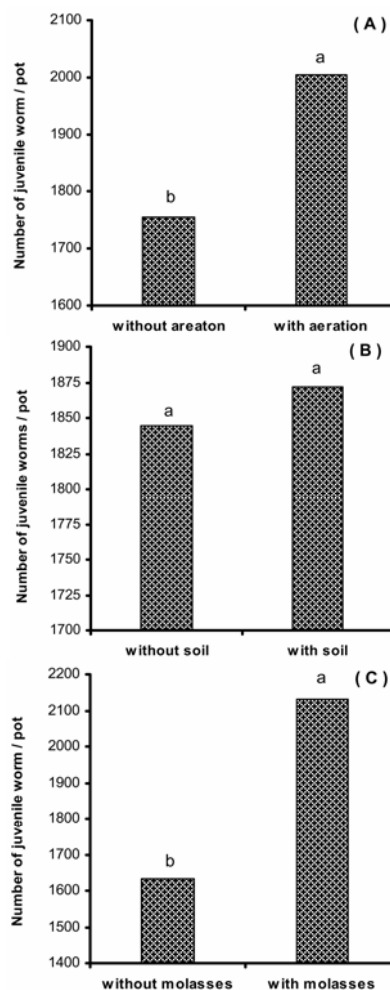 2100
( A )
2000
a
1900
1800
b
1700
1600
Number of juvenile worm / pot
without areaton
with aeration
1900
( B )
1875
a
1850
a
1825
1800
1775
1750
1725
1700
Number of juvenile worms / pot
without soil
with soil
2200
( C )
a
2100
2000
1900
1800
1700
b
1600
1500
1400
Number of juvenile worm / pot
without molasses
with molasses